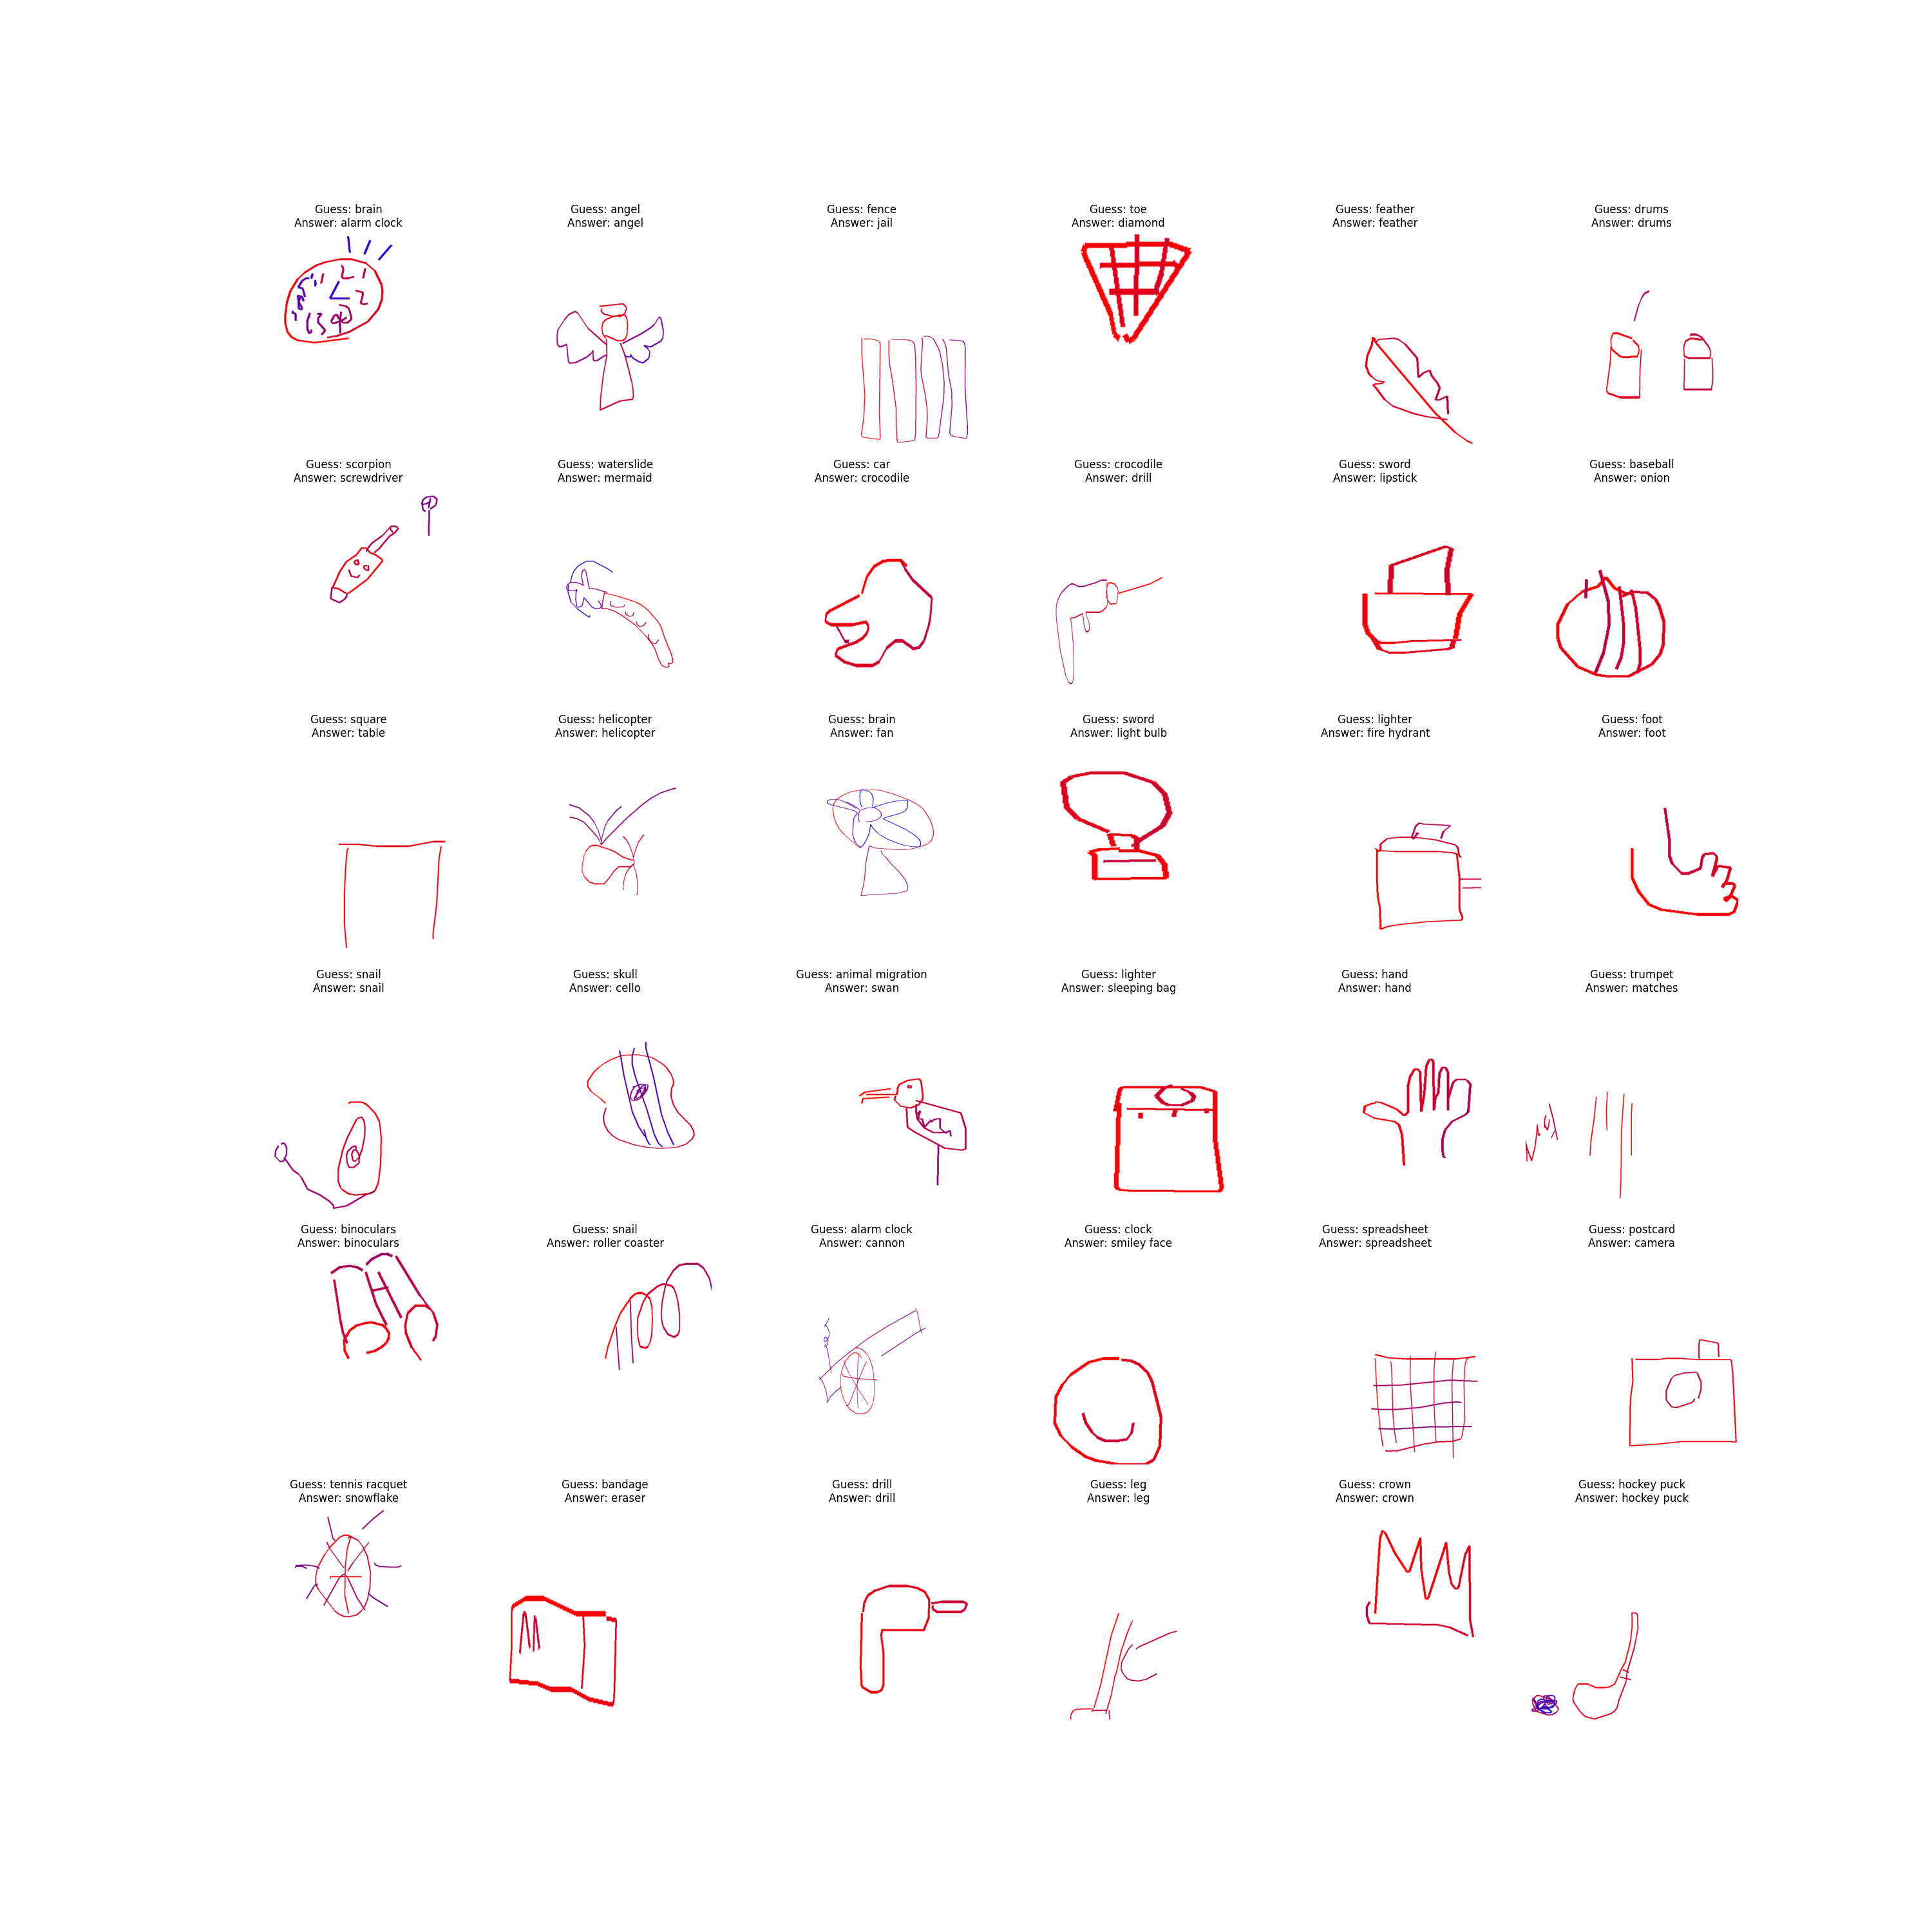 Guess: brain
Answer: alarm clock
Guess: angel
Answer: angel
Guess: fence
Answer: jail
Guess: toe
Answer: diamond
Guess: feather
Answer: feather
Guess: drums
Answer: drums
Guess: scorpion
Answer: screwdriver
Guess: waterslide
Answer: mermaid
Guess: car
Answer: crocodile
Guess: crocodile
Answer: drill
Guess: sword
Answer: lipstick
Guess: baseball
Answer: onion
Guess: square
Answer: table
Guess: helicopter
Answer: helicopter
Guess: brain
Answer: fan
Guess: sword
Answer: light bulb
Guess: lighter
Answer: fire hydrant
Guess: foot
Answer: foot
Guess: snail
Answer: snail
Guess: skull
Answer: cello
Guess: animal migration
Answer: swan
Guess: lighter
Answer: sleeping bag
Guess: hand
Answer: hand
Guess: trumpet
Answer: matches
Guess: binoculars
Answer: binoculars
Guess: snail
Answer: roller coaster
Guess: alarm clock
Answer: cannon
Guess: clock
Answer: smiley face
Guess: spreadsheet
Answer: spreadsheet
Guess: postcard
Answer: camera
Guess: tennis racquet
Answer: snowflake
Guess: bandage
Answer: eraser
Guess: drill
Answer: drill
Guess: leg
Answer: leg
Guess: crown
Answer: crown
Guess: hockey puck
Answer: hockey puck